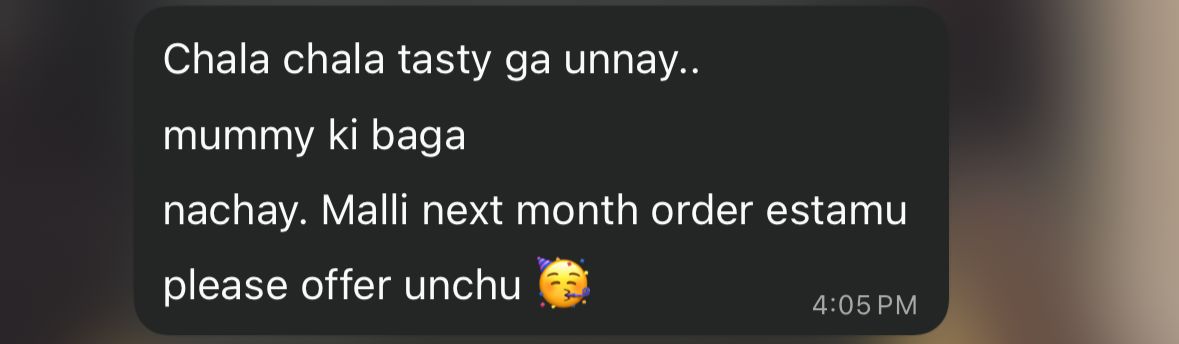 Chala chala tasty ga unnay..
mummy ki baga
nachay. Malli next month order estamu
please offer unchu 🥳
4:05 PM